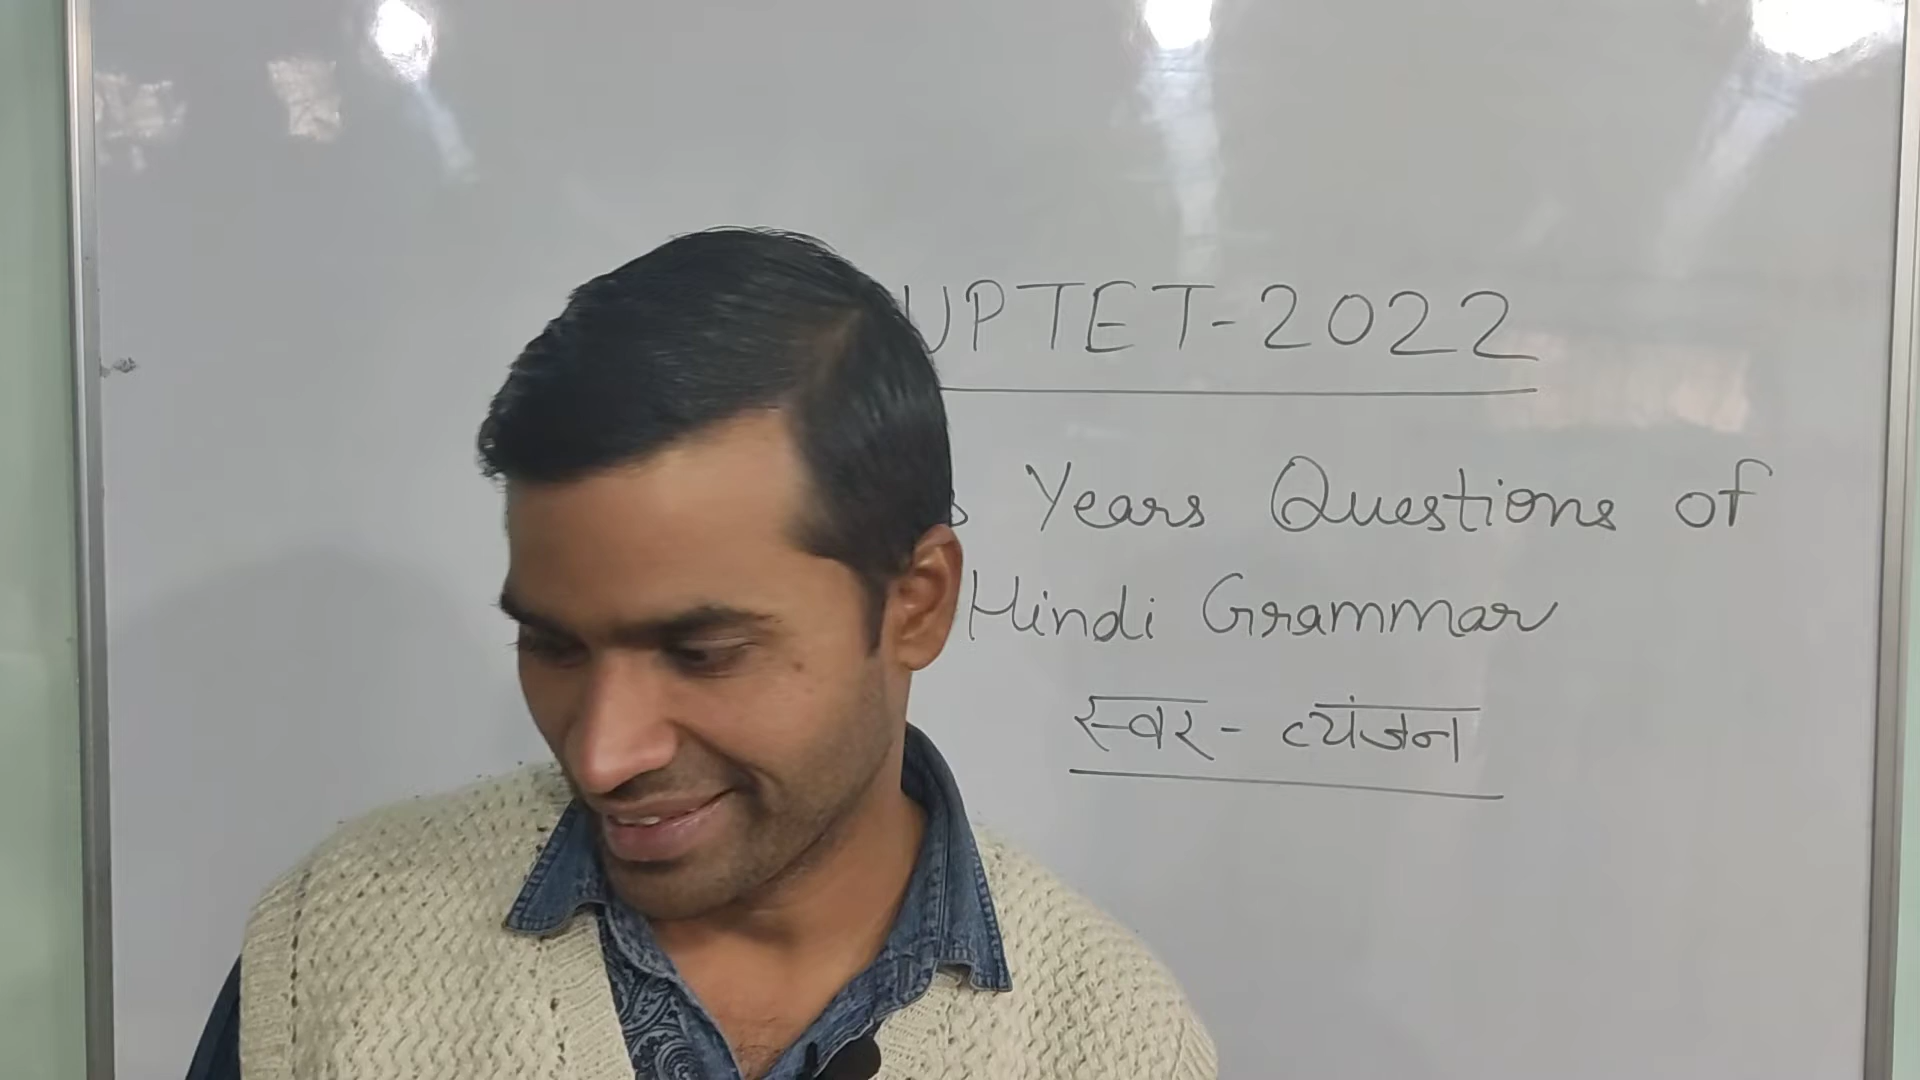 UPTET-2022
Years Questions of
Hindi Grammar
स्वर - व्यंजन